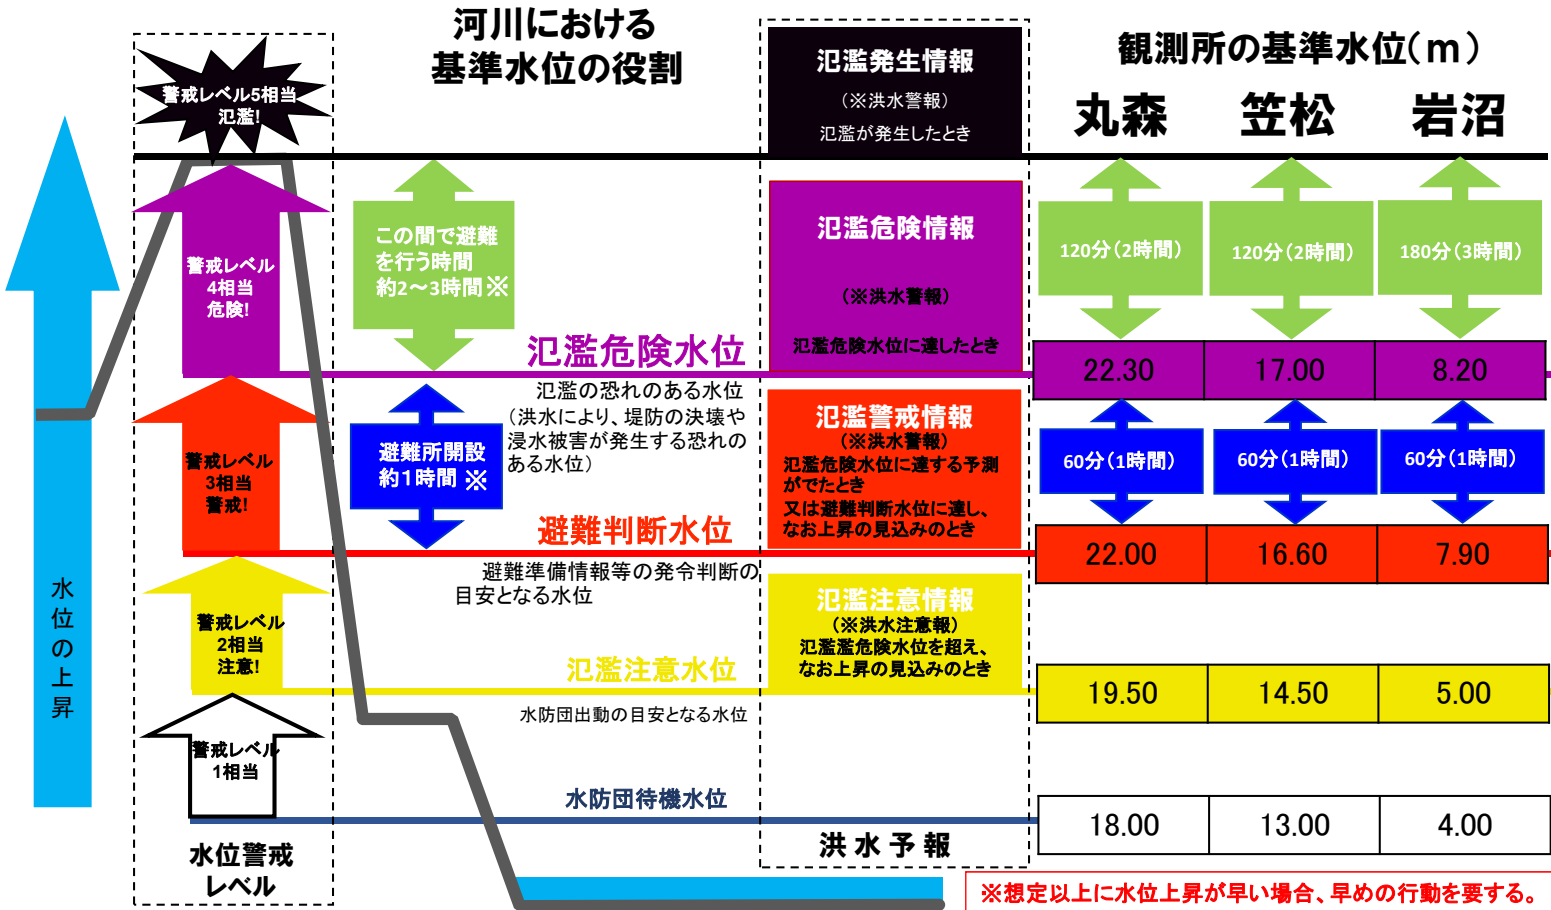 河川における
基準水位の役割
観測所の基準水位(m)
丸森 笠松 岩沼
警戒レベル5相当
氾濫!
氾濫発生情報
(※洪水警報)
氾濫が発生したとき
警戒レベル
4相当
危険!
この間で避難
を行う時間
約2～3時間※
氾濫危険情報
(※洪水警報)
氾濫危険水位に達したとき
120分(2時間)
120分(2時間)
180分(3時間)
氾濫危険水位
22.30 17.00 8.20
氾濫の恐れのある水位
(洪水により、堤防の決壊や
浸水被害が発生する恐れの
ある水位)
警戒レベル
3相当
警戒!
避難所開設
約1時間※
氾濫警戒情報
(※洪水警報)
氾濫危険水位に達する予測
がでたとき
又は避難判断水位に達し、
なお上昇の見込みのとき
60分(1時間)
60分(1時間)
60分(1時間)
避難判断水位
22.00 16.60 7.90
避難準備情報等の発令判断の
目安となる水位
警戒レベル
2相当
注意!
氾濫注意情報
(※洪水注意報)
氾濫濫危険水位を超え、
なお上昇の見込みのとき
氾濫注意水位
19.50 14.50 5.00
水防団出動の目安となる水位
警戒レベル
1相当
水防団待機水位
18.00 13.00 4.00
水位の上昇
水位警戒
レベル
洪水予報
※想定以上に水位上昇が早い場合、早めの行動を要する。